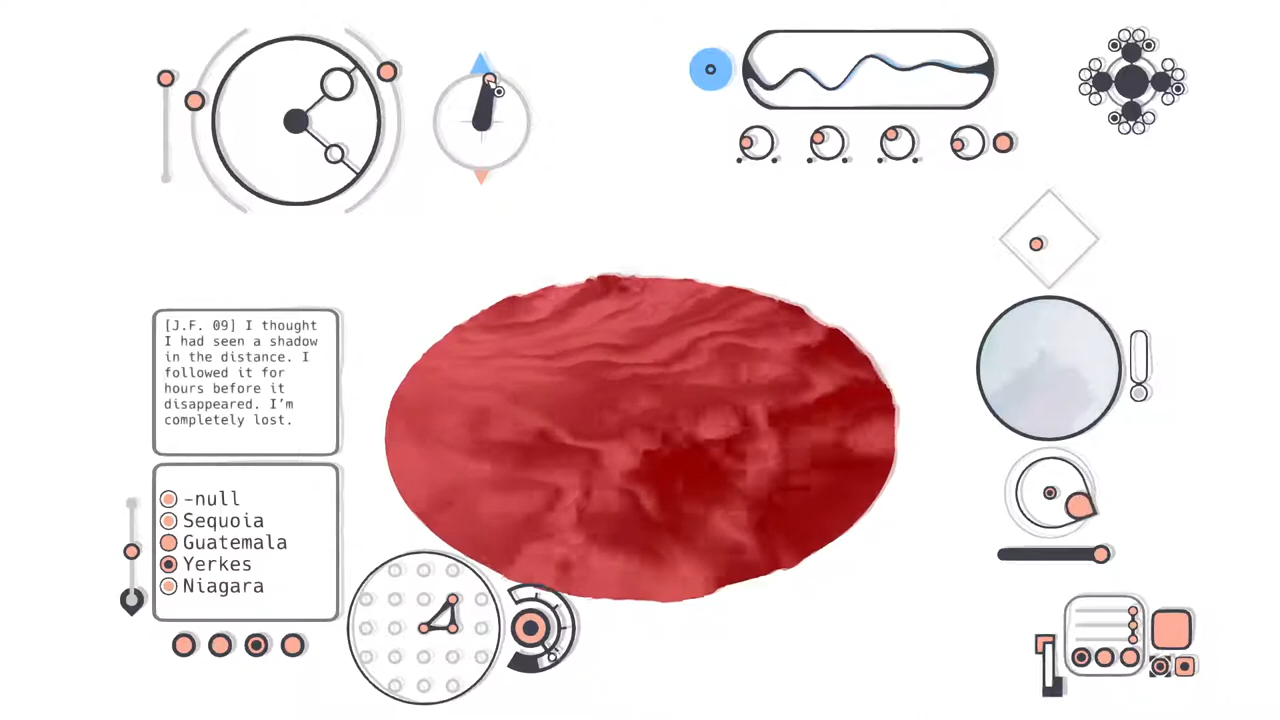 [J.F. 09] I thought
I had seen a shadow
in the distance. I
followed it for
hours before it
disappeared. I’m
completely lost.
-null
Sequoia
Guatemala
Yerkes
Niagara